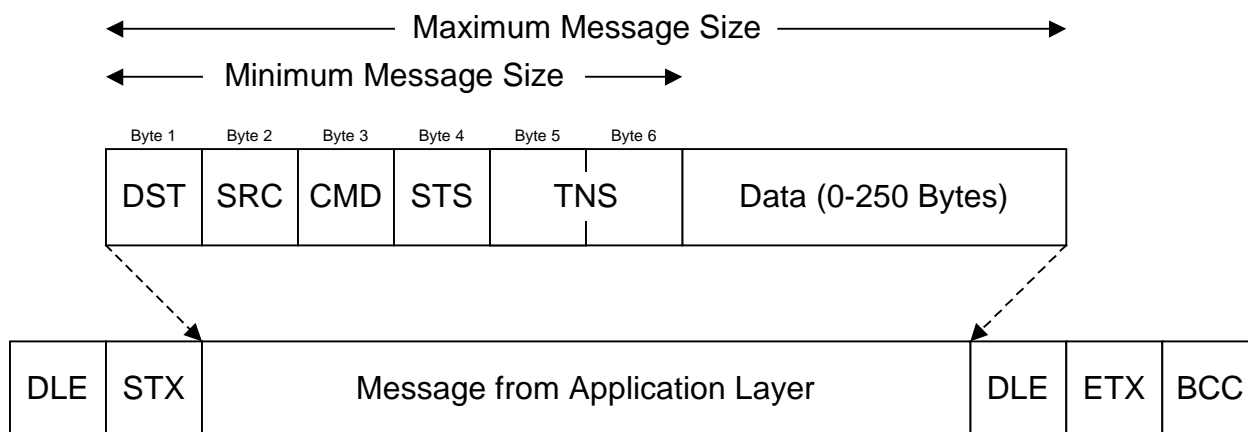 Maximum Message Size
Minimum Message Size
Byte 1 Byte 2 Byte 3 Byte 4 Byte 5 Byte 6
DST SRC CMD STS TNS Data (0-250 Bytes)
DLE STX Message from Application Layer DLE ETX BCC